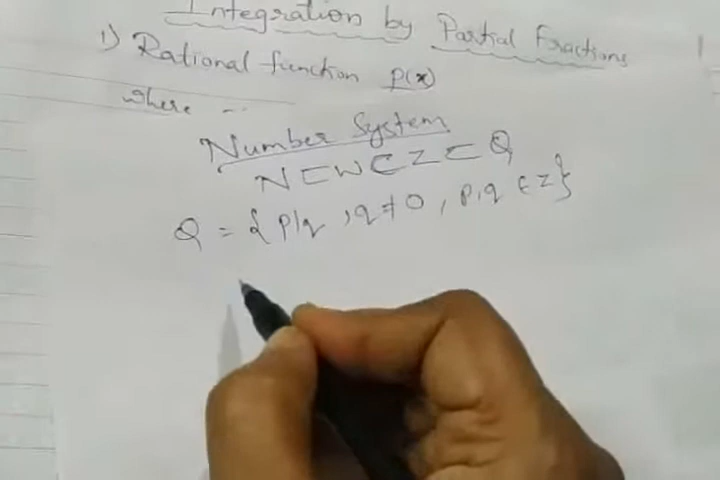 Integration by Partial Fractions
1) Rational function P(x)
where ...
Number System
N ⊂ W ⊂ Z ⊂ Q
Q = { p/q , q ≠ 0 , p, q ∈ Z }